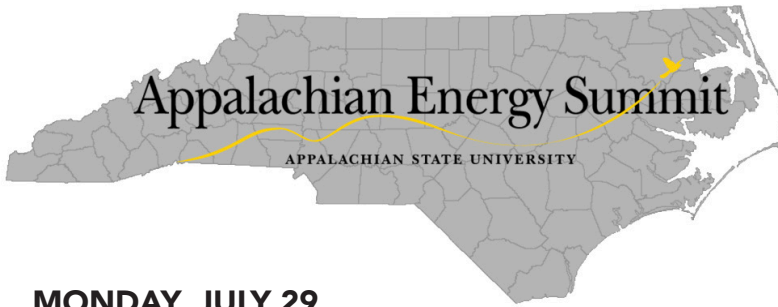 Appalachian Energy Summit
APPALACHIAN STATE UNIVERSITY
MONDAY, JULY 29